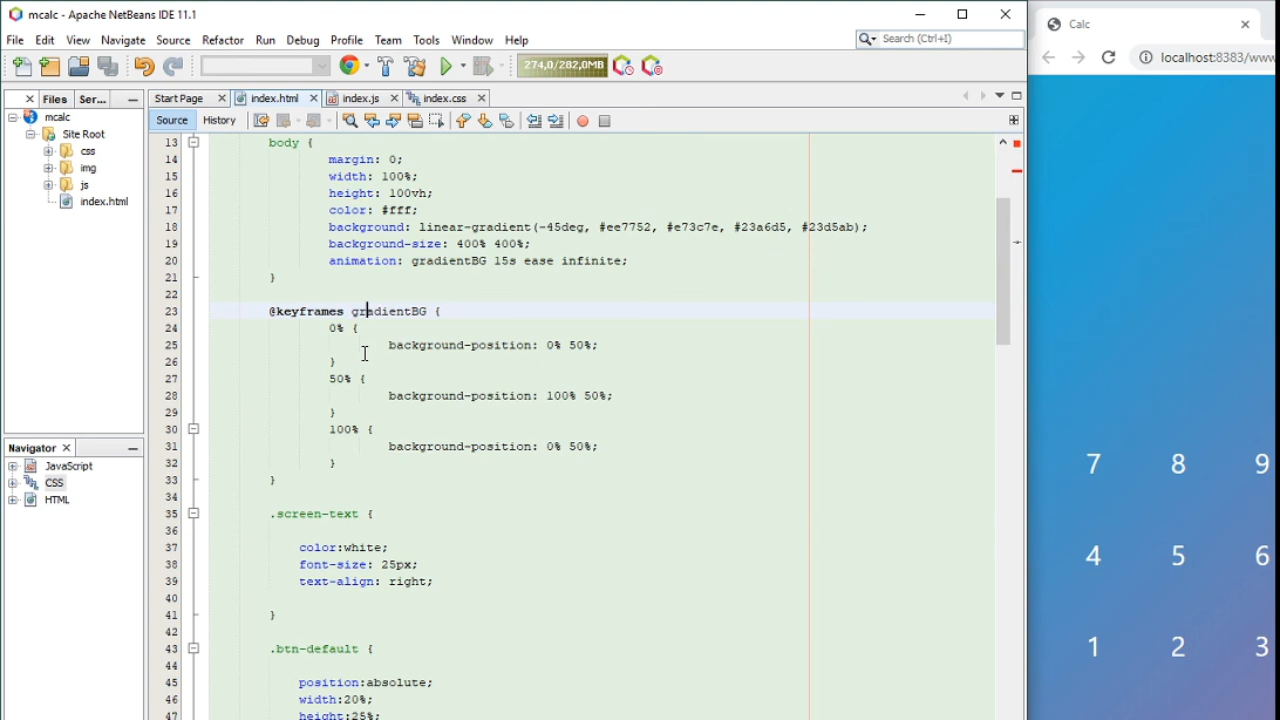 mcalc - Apache NetBeans IDE 11.1
File Edit View Navigate Source Refactor Run Debug Profile Team Tools Window Help
Search (Ctrl+I)
274,0/282,0MB
Files Ser...
Start Page index.html index.js index.css
Source History
mcalc
Site Root
css
img
js
index.html
Navigator
JavaScript
CSS
HTML
13 body {
14 margin: 0;
15 width: 100%;
16 height: 100vh;
17 color: #fff;
18 background: linear-gradient(-45deg, #ee7752, #e73c7e, #23a6d5, #23d5ab);
19 background-size: 400% 400%;
20 animation: gradientBG 15s ease infinite;
21 }
22
23 @keyframes gradientBG {
24 0% {
25 background-position: 0% 50%;
26 }
27 50% {
28 background-position: 100% 50%;
29 }
30 100% {
31 background-position: 0% 50%;
32 }
33 }
34
35 .screen-text {
36
37 color:white;
38 font-size: 25px;
39 text-align: right;
40
41 }
42
43 .btn-default {
44
45 position:absolute;
46 width:20%;
47 height:25%;
Calc
localhost:8383/www
7 8 9
4 5 6
1 2 3